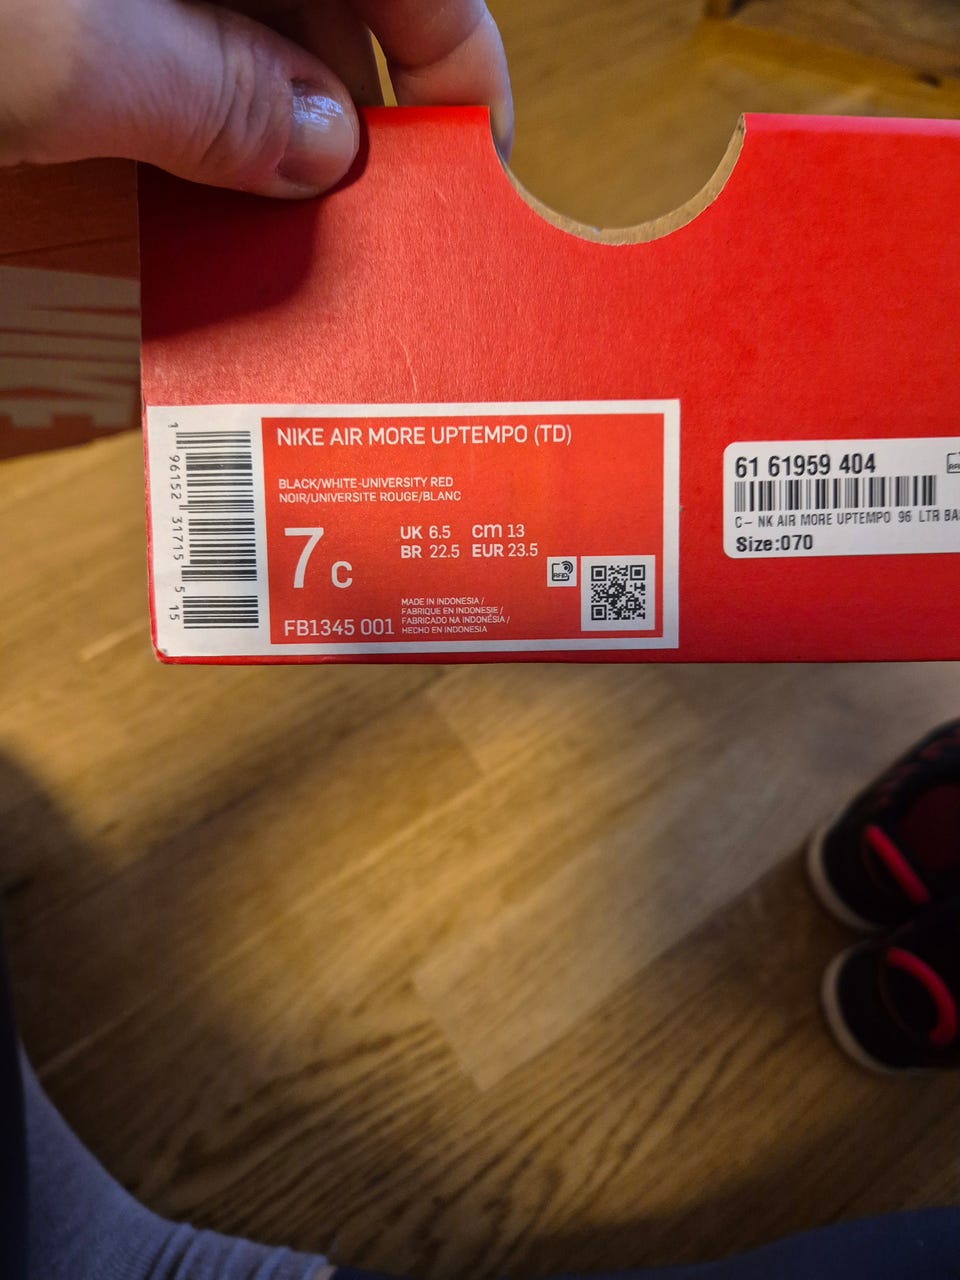 NIKE AIR MORE UPTEMPO (TD)
BLACK/WHITE-UNIVERSITY RED
NOIR/UNIVERSITE ROUGE/BLANC
7 C
UK 6.5 cm 13
BR 22.5 EUR 23.5
RFID
MADE IN INDONESIA /
FABRIQUE EN INDONESIE /
FABRICADO NA INDONÉSIA /
HECHO EN INDONESIA
FB1345 001
1 96152 31715 5 15
61 61959 404
C- NK AIR MORE UPTEMPO 96 LTR
Size:070